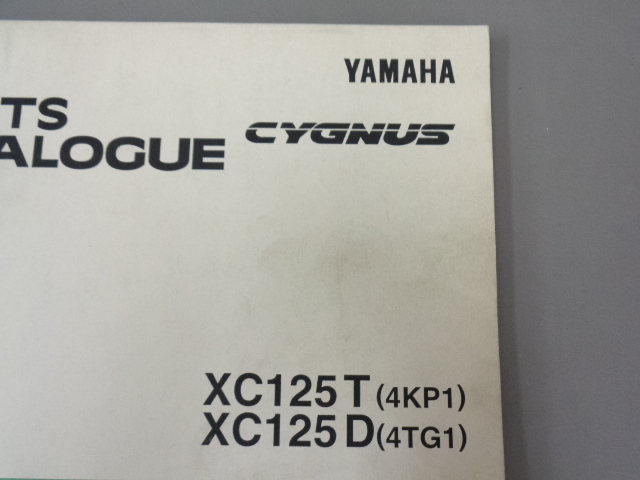 YAMAHA
TS
CYGNUS
ALOGUE
XC125T (4KP1)
XC125D (4TG1)